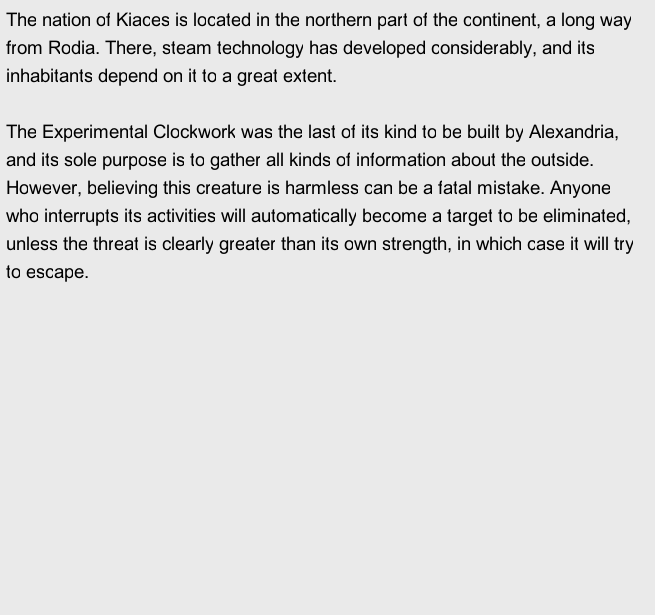 The nation of Kiaces is located in the northern part of the continent, a long way
from Rodia. There, steam technology has developed considerably, and its
inhabitants depend on it to a great extent.
The Experimental Clockwork was the last of its kind to be built by Alexandria,
and its sole purpose is to gather all kinds of information about the outside.
However, believing this creature is harmless can be a fatal mistake. Anyone
who interrupts its activities will automatically become a target to be eliminated,
unless the threat is clearly greater than its own strength, in which case it will try
to escape.